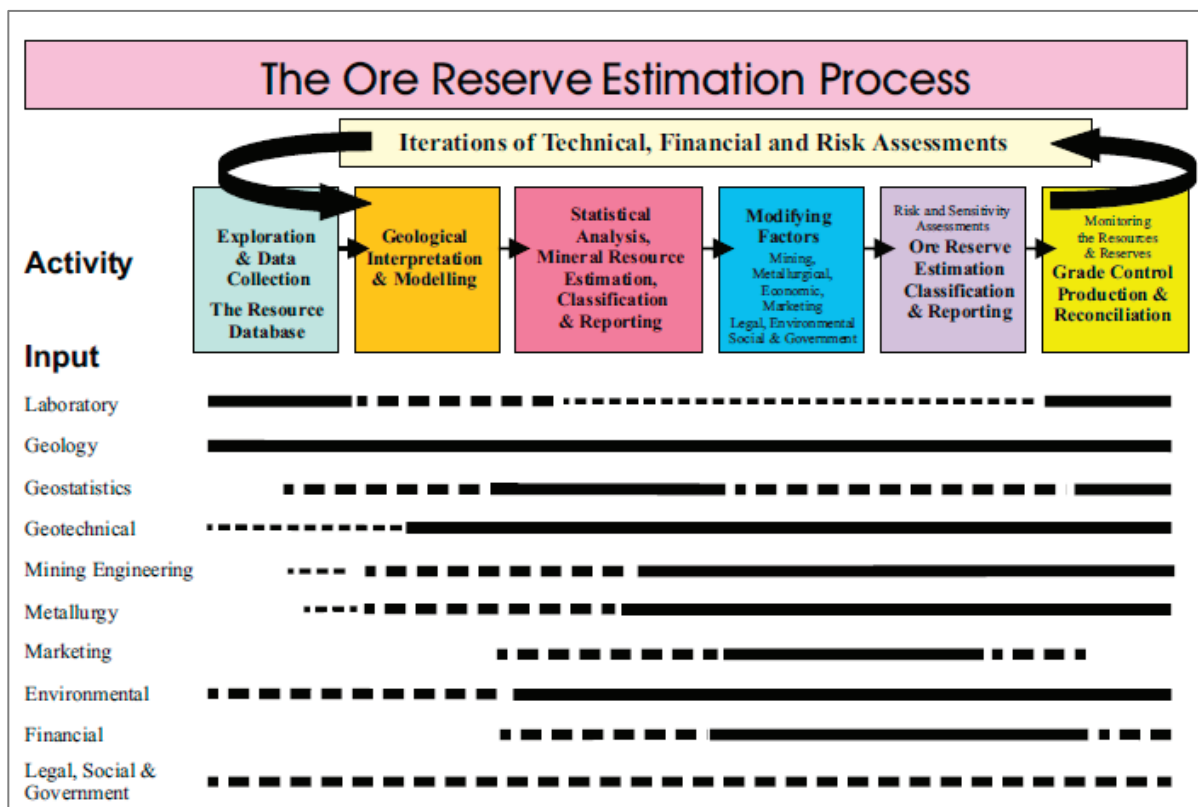 The Ore Reserve Estimation Process
Iterations of Technical, Financial and Risk Assessments
Activity
Exploration
& Data
Collection
The Resource
Database
Geological
Interpretation
& Modelling
Statistical
Analysis,
Mineral Resource
Estimation,
Classification
& Reporting
Modifying
Factors
Mining,
Metallurgical,
Economic,
Marketing
Legal, Environmental
Social & Government
Risk and Sensitivity
Assessments
Ore Reserve
Estimation
Classification
& Reporting
Monitoring
the Resources
& Reserves
Grade Control
Production &
Reconciliation
Input
Laboratory
Geology
Geostatistics
Geotechnical
Mining Engineering
Metallurgy
Marketing
Environmental
Financial
Legal, Social &
Government